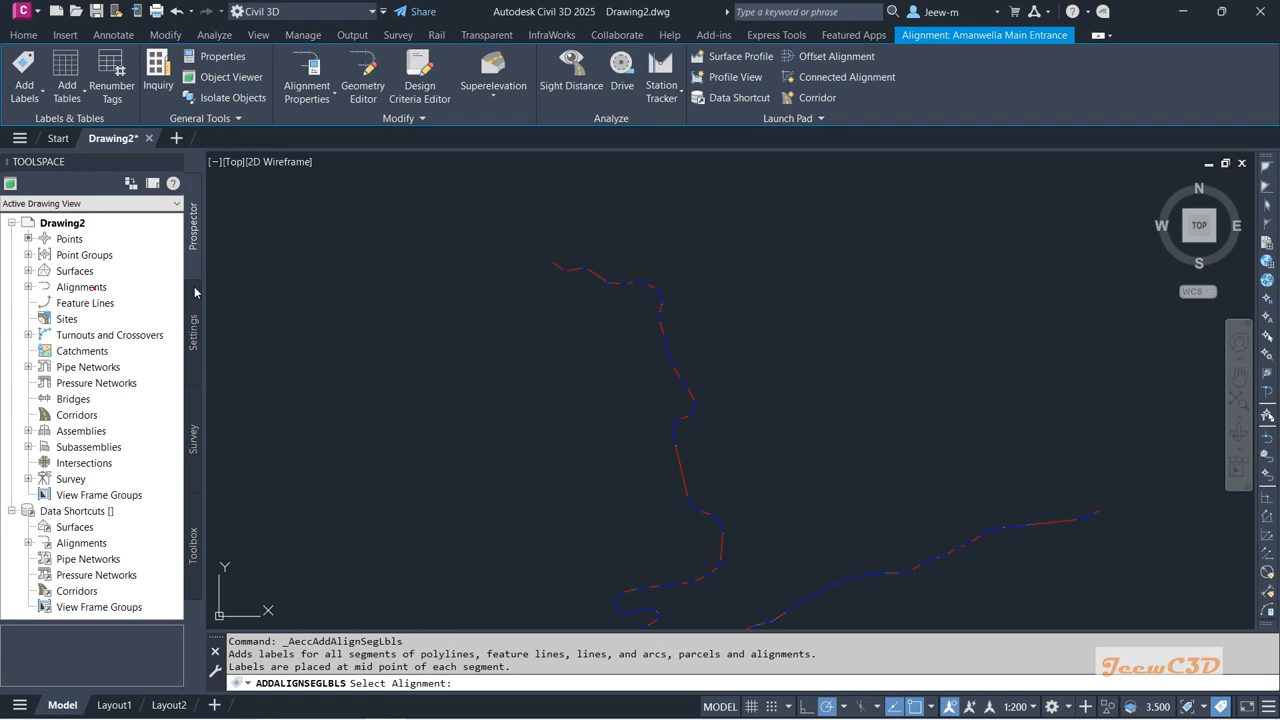 C
Civil 3D
Share
Autodesk Civil 3D 2025 Drawing2.dwg
Type a keyword or phrase
Jeew-m
Home Insert Annotate Modify Analyze View Manage Output Survey Rail Transparent InfraWorks Collaborate Help Add-ins Express Tools Featured Apps Alignment: Amanwella Main Entrance
Add Labels
Add Tables
Renumber Tags
Labels & Tables
Inquiry
Properties
Object Viewer
Isolate Objects
General Tools
Alignment Properties
Geometry Editor
Design Criteria Editor
Superelevation
Modify
Sight Distance
Drive
Station Tracker
Analyze
Surface Profile
Profile View
Data Shortcut
Offset Alignment
Connected Alignment
Corridor
Launch Pad
Start Drawing2*
TOOLSPACE
[−][Top][2D Wireframe]
Active Drawing View
Drawing2
Points
Point Groups
Surfaces
Alignments
Feature Lines
Sites
Turnouts and Crossovers
Catchments
Pipe Networks
Pressure Networks
Bridges
Corridors
Assemblies
Subassemblies
Intersections
Survey
View Frame Groups
Data Shortcuts []
Surfaces
Alignments
Pipe Networks
Pressure Networks
Corridors
View Frame Groups
Prospector
Settings
Survey
Toolbox
N
W TOP E
S
WCS
Y
X
Command: _AeccAddAlignSegLbls
Adds labels for all segments of polylines, feature lines, lines, and arcs, parcels and alignments.
Labels are placed at mid point of each segment.
ADDALIGNSEGLBLS Select Alignment:
JeewC3D
Model Layout1 Layout2
MODEL
1:200
3.500